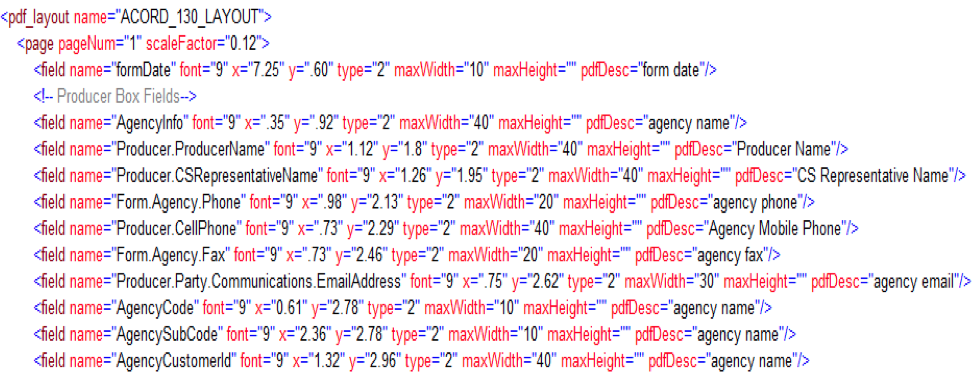 <pdf_layout name="ACORD_130_LAYOUT">
<page pageNum="1" scaleFactor="0.12">
<field name="formDate" font="9" x="7.25" y=".60" type="2" maxWidth="10" maxHeight="" pdfDesc="form date"/>
<!-- Producer Box Fields-->
<field name="AgencyInfo" font="9" x=".35" y=".92" type="2" maxWidth="40" maxHeight="" pdfDesc="agency name"/>
<field name="Producer.ProducerName" font="9" x="1.12" y="1.8" type="2" maxWidth="40" maxHeight="" pdfDesc="Producer Name"/>
<field name="Producer.CSRepresentativeName" font="9" x="1.26" y="1.95" type="2" maxWidth="40" maxHeight="" pdfDesc="CS Representative Name"/>
<field name="Form.Agency.Phone" font="9" x=".98" y="2.13" type="2" maxWidth="20" maxHeight="" pdfDesc="agency phone"/>
<field name="Producer.CellPhone" font="9" x=".73" y="2.29" type="2" maxWidth="40" maxHeight="" pdfDesc="Agency Mobile Phone"/>
<field name="Form.Agency.Fax" font="9" x=".73" y="2.46" type="2" maxWidth="20" maxHeight="" pdfDesc="agency fax"/>
<field name="Producer.Party.Communications.EmailAddress" font="9" x=".75" y="2.62" type="2" maxWidth="30" maxHeight="" pdfDesc="agency email"/>
<field name="AgencyCode" font="9" x="0.61" y="2.78" type="2" maxWidth="10" maxHeight="" pdfDesc="agency name"/>
<field name="AgencySubCode" font="9" x="2.36" y="2.78" type="2" maxWidth="10" maxHeight="" pdfDesc="agency name"/>
<field name="AgencyCustomerId" font="9" x="1.32" y="2.96" type="2" maxWidth="40" maxHeight="" pdfDesc="agency name"/>